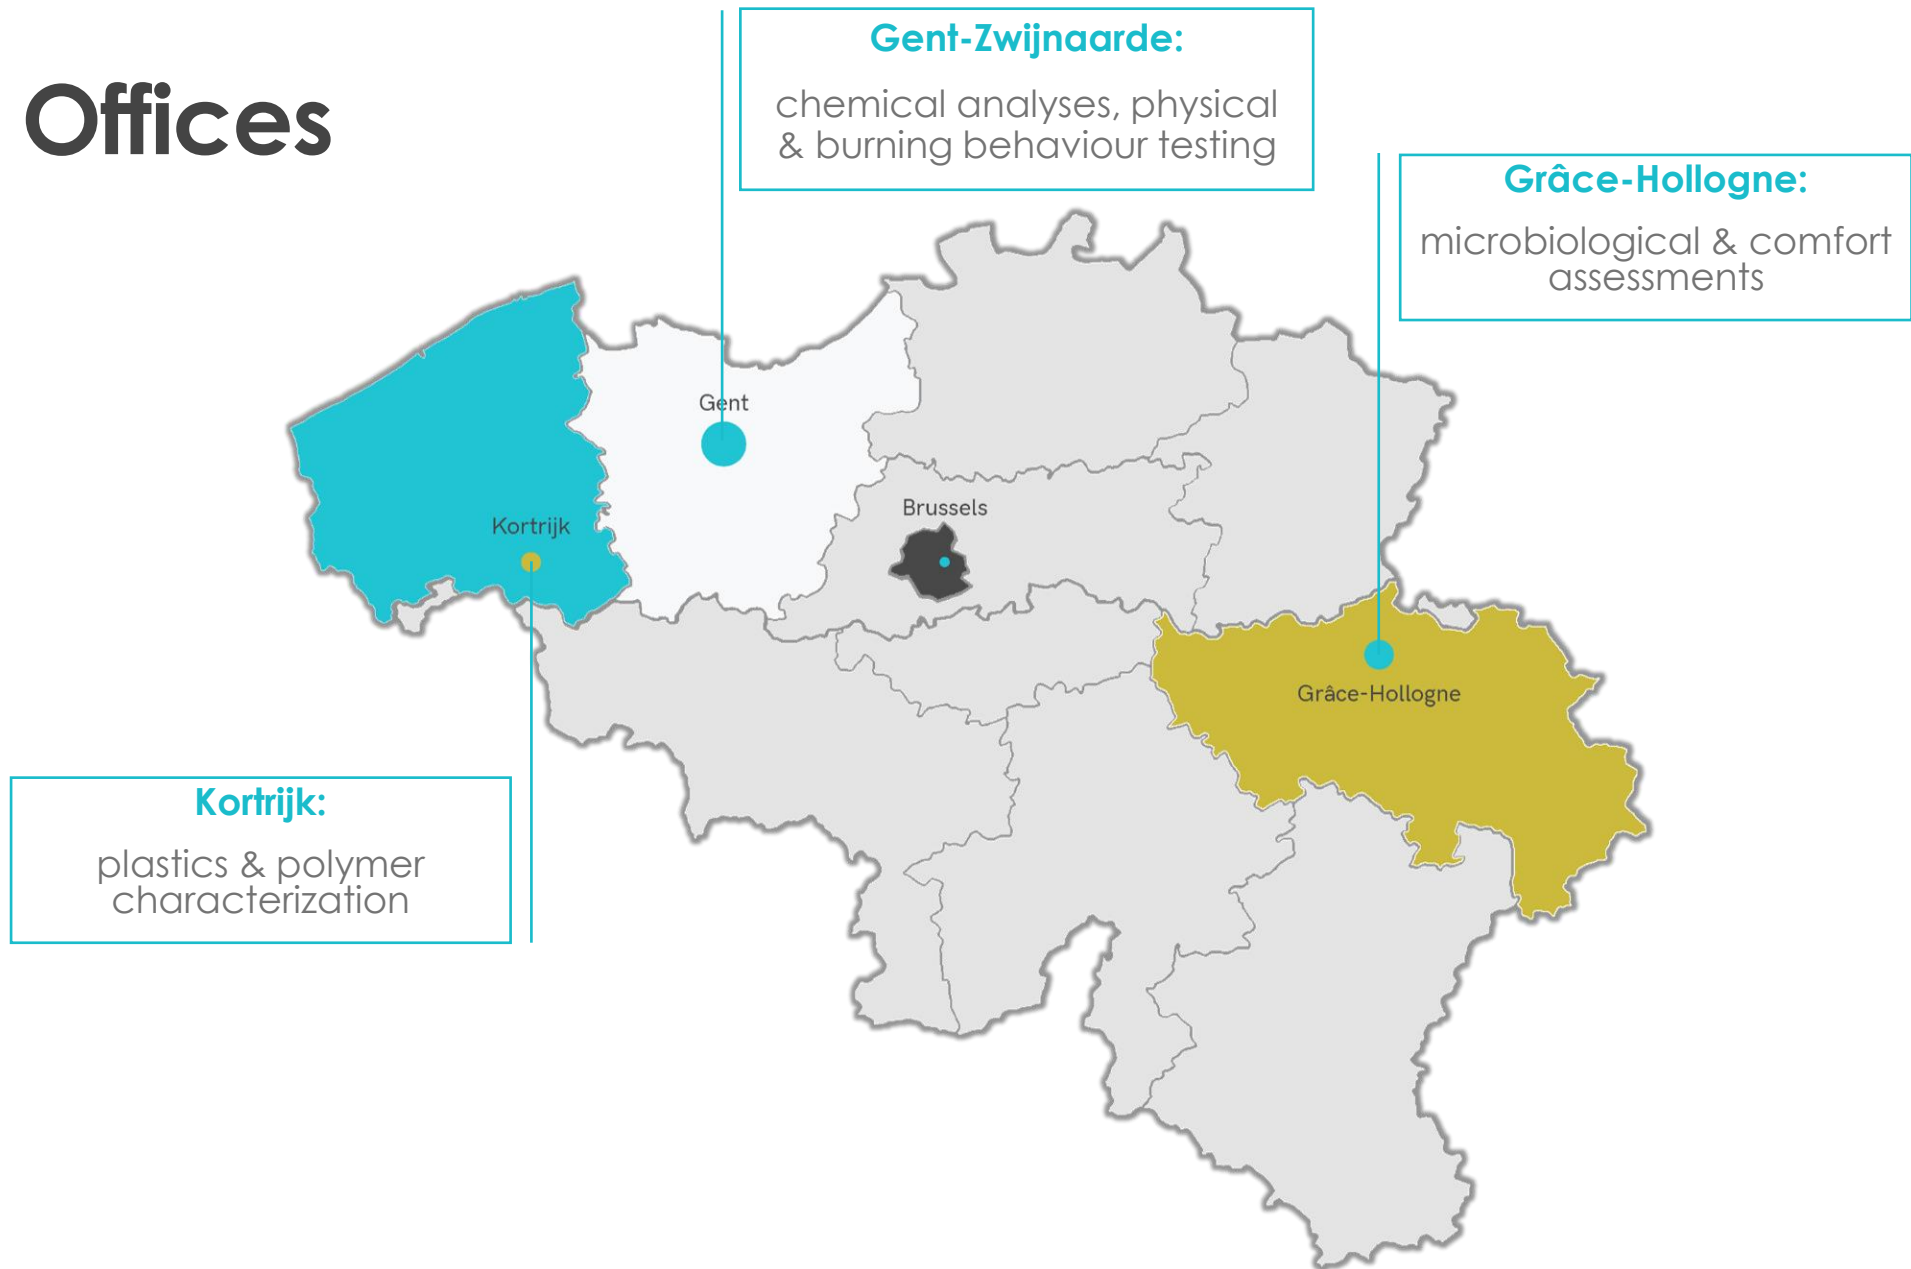 Offices
Gent-Zwijnaarde:
chemical analyses, physical
& burning behaviour testing
Grâce-Hollogne:
microbiological & comfort
assessments
Gent
Brussels
Kortrijk
Grâce-Hollogne
Kortrijk:
plastics & polymer
characterization